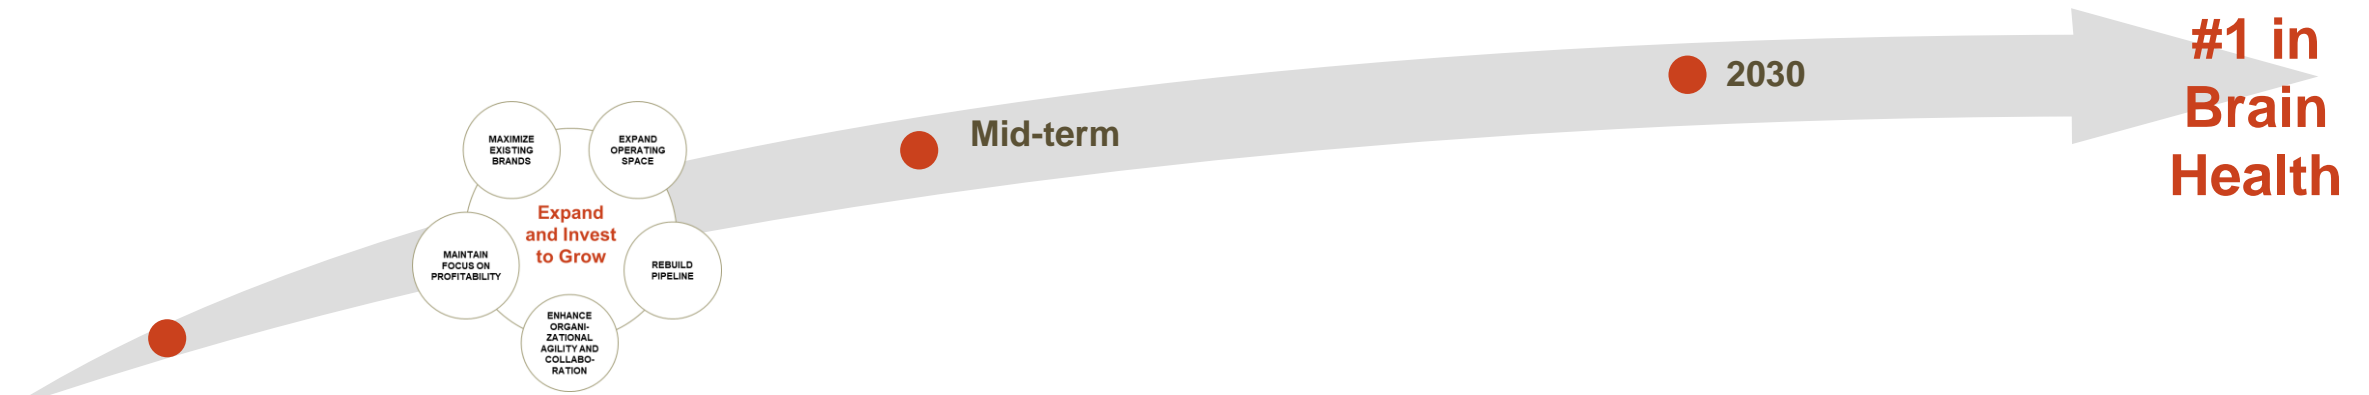 MAXIMIZE
EXISTING
BRANDS
EXPAND
OPERATING
SPACE
Expand
and Invest
to Grow
MAINTAIN
FOCUS ON
PROFITABILITY
REBUILD
PIPELINE
ENHANCE
ORGANI-
ZATIONAL
AGILITY AND
COLLABO-
RATION
Mid-term
2030
#1 in
Brain
Health